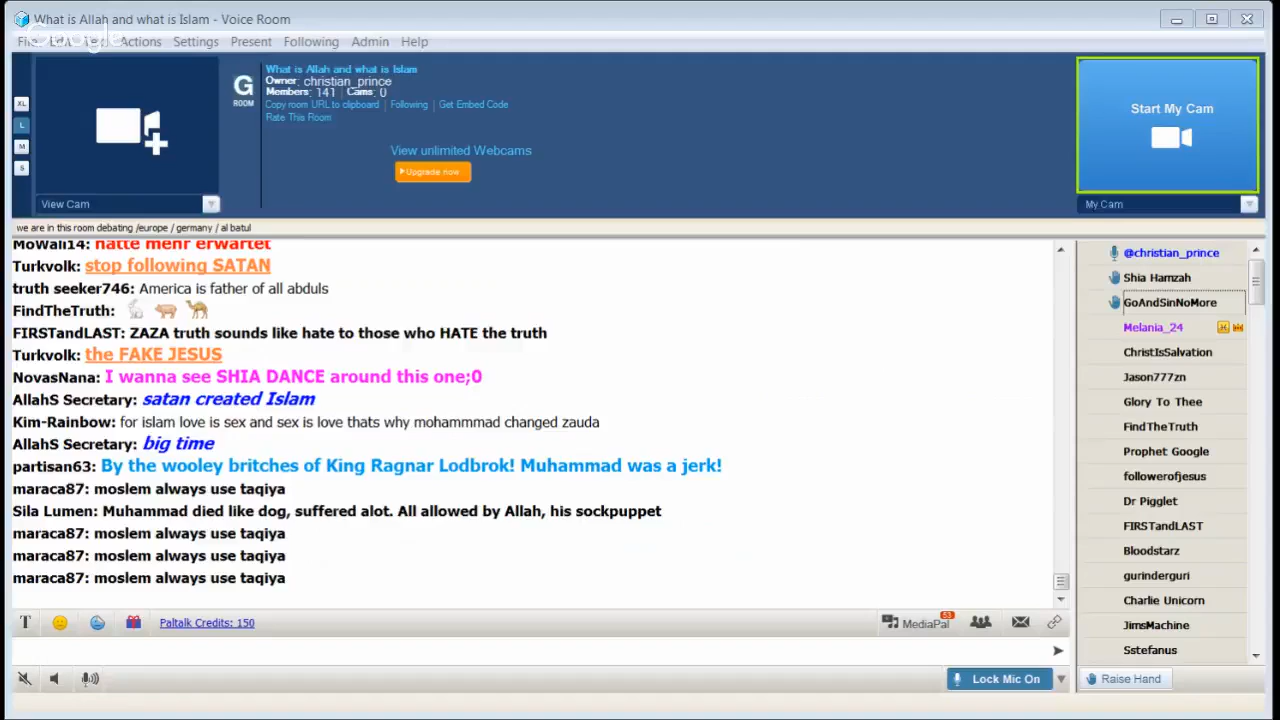 What is Allah and what is Islam - Voice Room
Google
Actions Settings Present Following Admin Help
What is Allah and what is Islam
Owner: christian_prince
G ROOM
Members: 141 | Cams: 0
Copy room URL to clipboard | Following | Get Embed Code
Rate This Room
View unlimited Webcams
Upgrade now
Start My Cam
XL
L
M
S
View Cam
My Cam
we are in this room debating /europe / germany / al batul
MoWali14: hatte mehr erwartet
Turkvolk: stop following SATAN
truth seeker746: America is father of all abduls
FindTheTruth:
FIRSTandLAST: ZAZA truth sounds like hate to those who HATE the truth
Turkvolk: the FAKE JESUS
NovasNana: I wanna see SHIA DANCE around this one;0
AllahS Secretary: satan created Islam
Kim-Rainbow: for islam love is sex and sex is love thats why mohammmad changed zauda
AllahS Secretary: big time
partisan63: By the wooley britches of King Ragnar Lodbrok! Muhammad was a jerk!
maraca87: moslem always use taqiya
Sila Lumen: Muhammad died like dog, suffered alot. All allowed by Allah, his sockpuppet
maraca87: moslem always use taqiya
maraca87: moslem always use taqiya
maraca87: moslem always use taqiya
@christian_prince
Shia Hamzah
GoAndSinNoMore
Melania_24
ChristIsSalvation
Jason777zn
Glory To Thee
FindTheTruth
Prophet Google
followerofjesus
Dr Pigglet
FIRSTandLAST
Bloodstarz
gurinderguri
Charlie Unicorn
JimsMachine
Sstefanus
T
Paltalk Credits: 150
MediaPal 53
Lock Mic On
Raise Hand